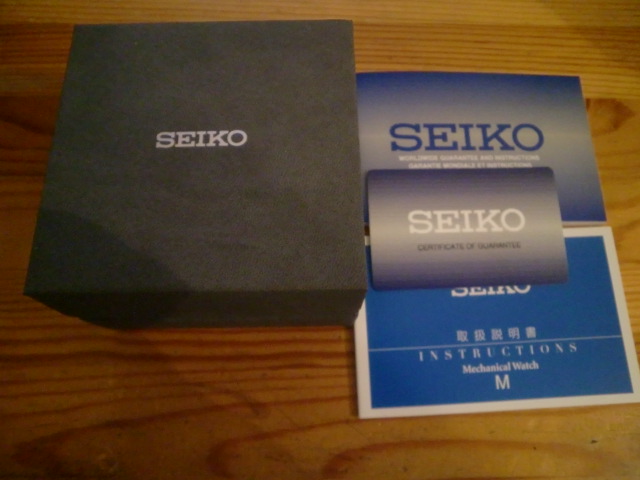 SEIKO
SEIKO
WORLDWIDE GUARANTEE AND INSTRUCTIONS
GARANTIE MONDIALE ET INSTRUCTIONS
SEIKO
CERTIFICATE OF GUARANTEE
SEIKO
取扱説明書
INSTRUCTIONS
Mechanical Watch
M